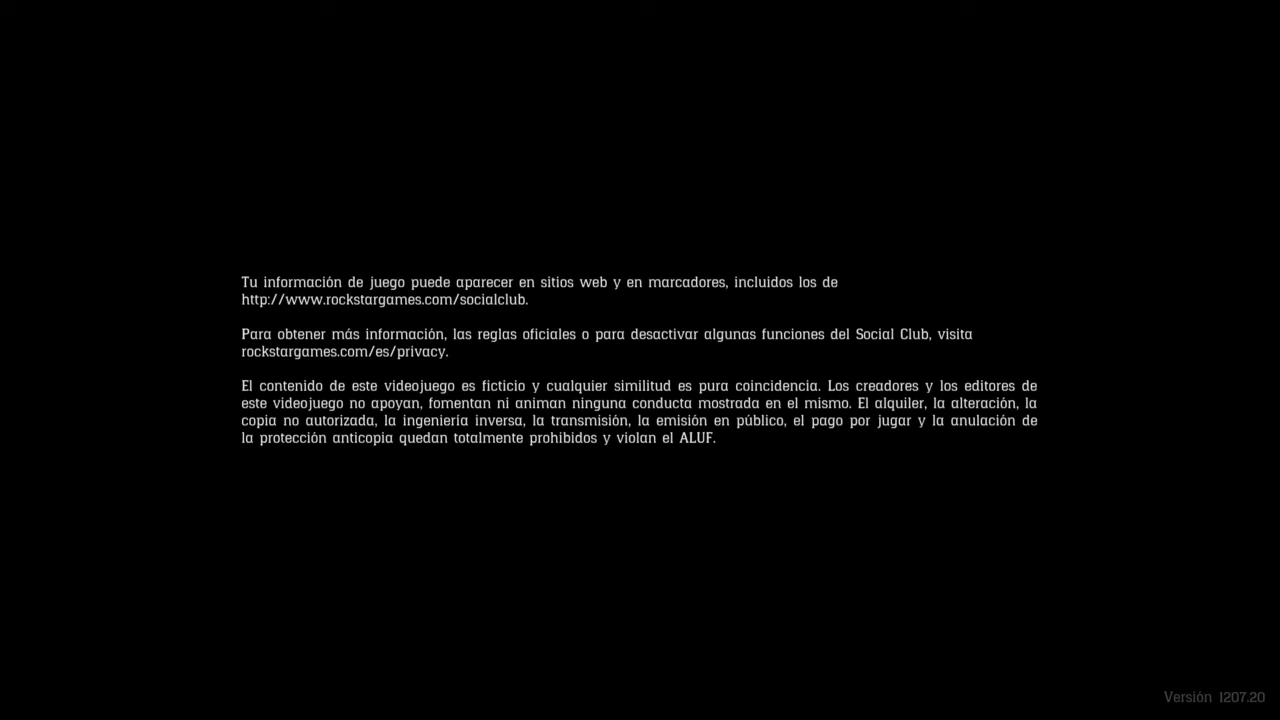 Tu información de juego puede aparecer en sitios web y en marcadores, incluidos los de
http://www.rockstargames.com/socialclub.
Para obtener más información, las reglas oficiales o para desactivar algunas funciones del Social Club, visita
rockstargames.com/es/privacy.
El contenido de este videojuego es ficticio y cualquier similitud es pura coincidencia. Los creadores y los editores de
este videojuego no apoyan, fomentan ni animan ninguna conducta mostrada en el mismo. El alquiler, la alteración, la
copia no autorizada, la ingeniería inversa, la transmisión, la emisión en público, el pago por jugar y la anulación de
la protección anticopia quedan totalmente prohibidos y violan el ALUF.
Versión 1207.20